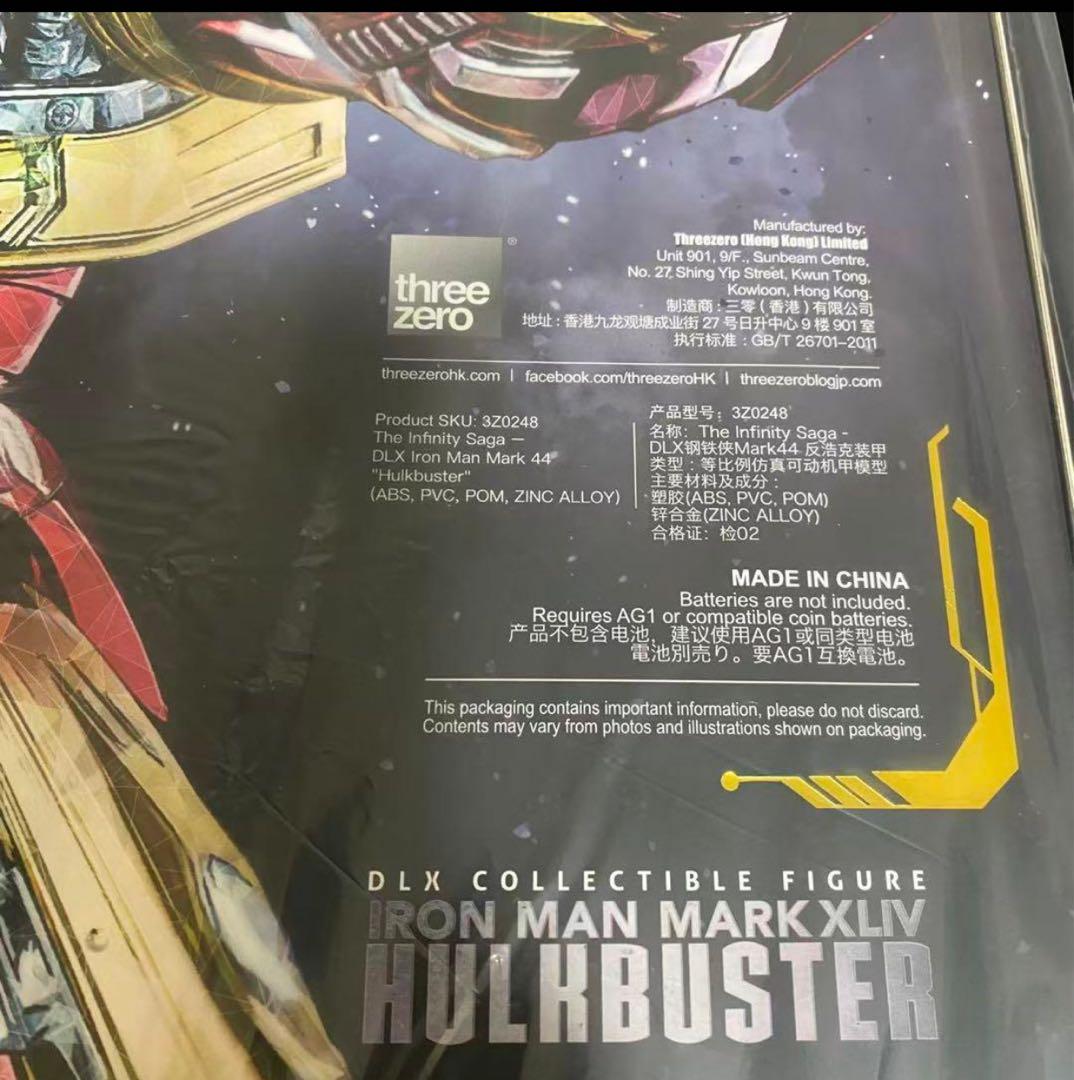 three
zero
®
Manufactured by:
Threezero (Hong Kong) Limited
Unit 901, 9/F., Sunbeam Centre,
No. 27, Shing Yip Street, Kwun Tong,
Kowloon, Hong Kong.
制造商：三零（香港）有限公司
地址：香港九龙观塘成业街 27 号日升中心 9 楼 901 室
执行标准：GB/T 26701-2011
threezerohk.com | facebook.com/threezeroHK | threezeroblogjp.com
Product SKU: 3Z0248
The Infinity Saga –
DLX Iron Man Mark 44
"Hulkbuster"
(ABS, PVC, POM, ZINC ALLOY)
产品型号：3Z0248
名称：The Infinity Saga -
DLX钢铁侠Mark44 反浩克装甲
类型：等比例仿真可动机甲模型
主要材料及成分：
塑胶(ABS, PVC, POM)
锌合金(ZINC ALLOY)
合格证：检02
MADE IN CHINA
Batteries are not included.
Requires AG1 or compatible coin batteries.
产品不包含电池，建议使用AG1或同类型电池
電池別売り。要AG1互換電池。
This packaging contains important information, please do not discard.
Contents may vary from photos and illustrations shown on packaging.
DLX COLLECTIBLE FIGURE
IRON MAN MARK XLIV
HULKBUSTER